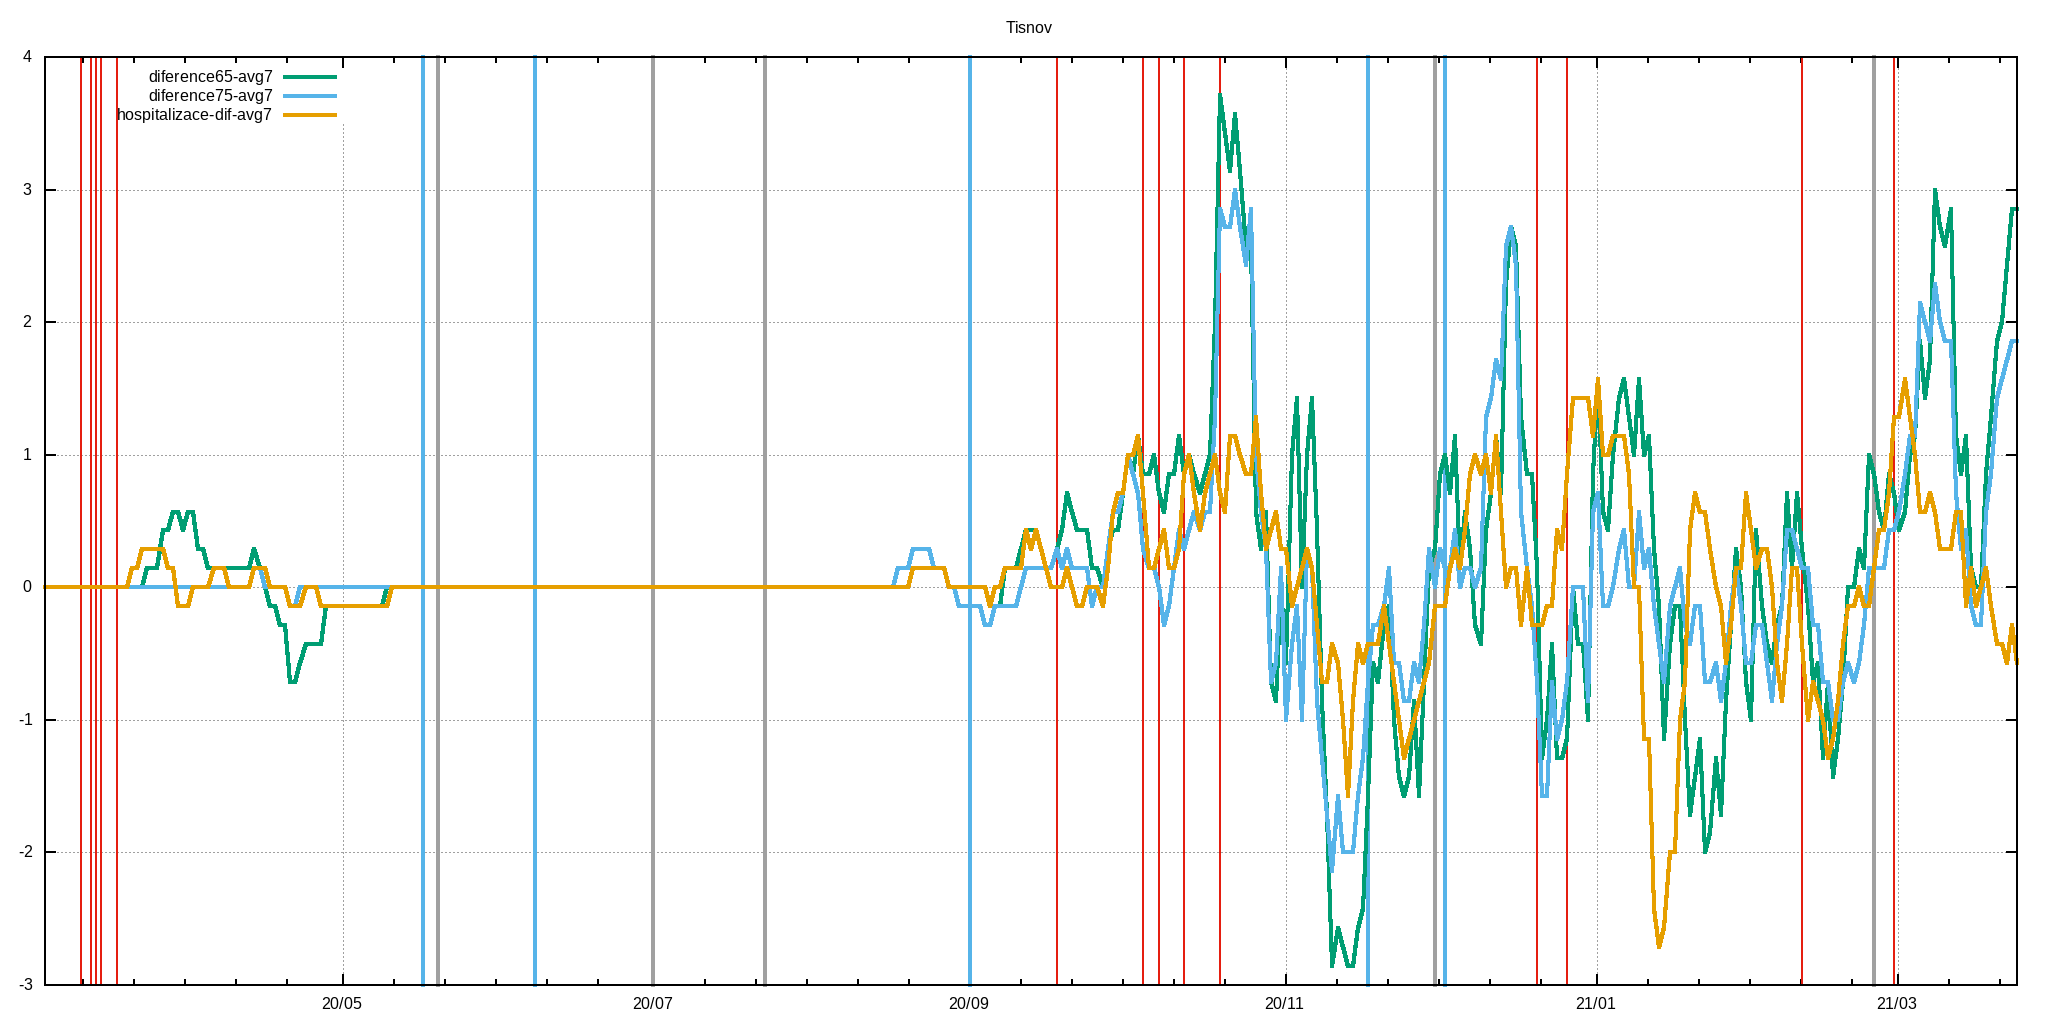 Tisnov
4
diference65-avg7
diference75-avg7
hospitalizace-dif-avg7
3
2
1
0
-1
-2
-3
20/05 20/07 20/09 20/11 21/01 21/03